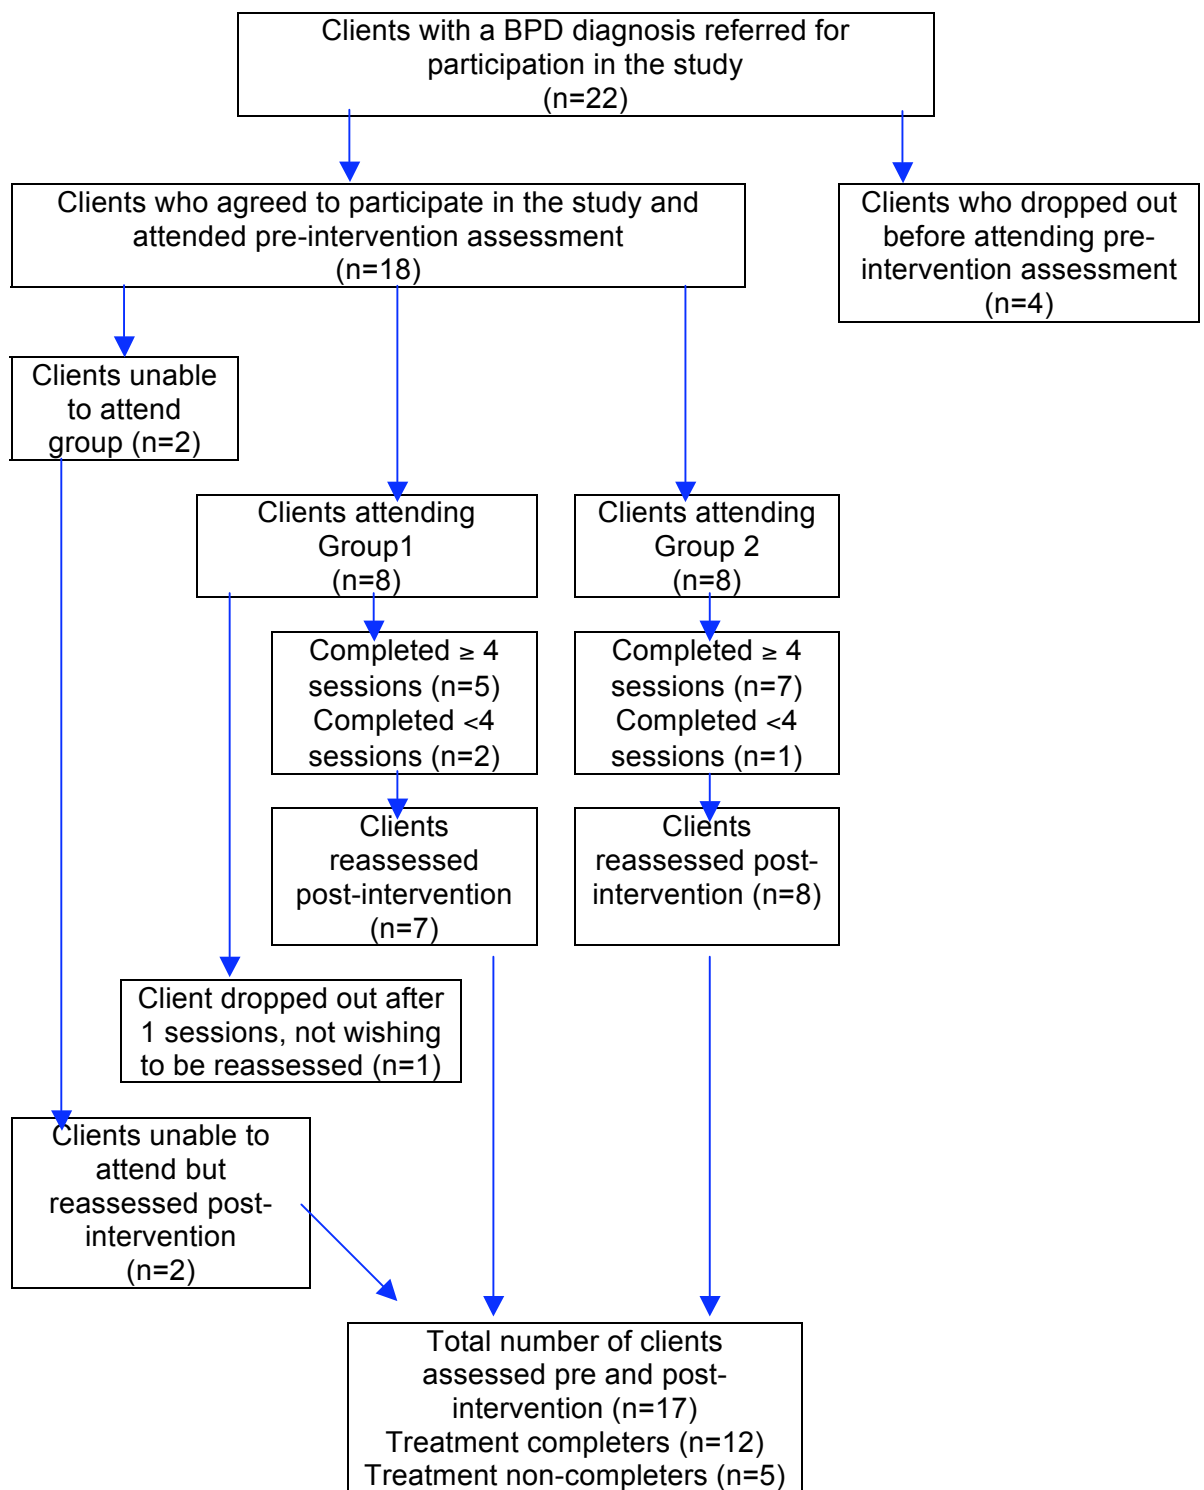 Clients with a BPD diagnosis referred for
participation in the study
(n=22)
Clients who agreed to participate in the study and
attended pre-intervention assessment
(n=18)
Clients who dropped out
before attending pre-
intervention assessment
(n=4)
Clients unable
to attend
group (n=2)
Clients attending
Group1
(n=8)
Clients attending
Group 2
(n=8)
Completed ≥ 4
sessions (n=5)
Completed <4
sessions (n=2)
Completed ≥ 4
sessions (n=7)
Completed <4
sessions (n=1)
Clients
reassessed
post-intervention
(n=7)
Clients
reassessed post-
intervention (n=8)
Client dropped out after
1 sessions, not wishing
to be reassessed (n=1)
Clients unable to
attend but
reassessed post-
intervention
(n=2)
Total number of clients
assessed pre and post-
intervention (n=17)
Treatment completers (n=12)
Treatment non-completers (n=5)